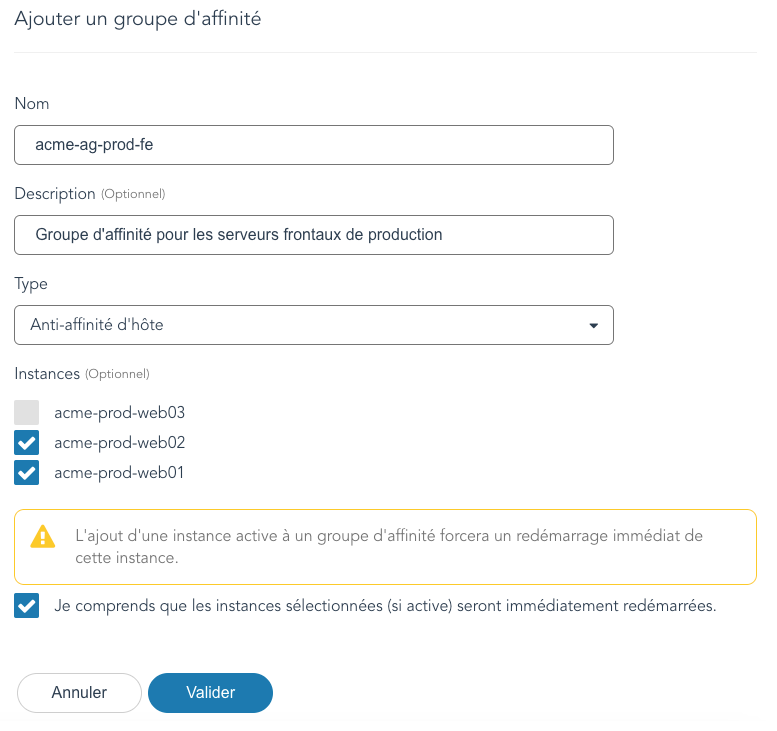 Ajouter un groupe d'affinité
Nom
acme-ag-prod-fe
Description (Optionnel)
Groupe d'affinité pour les serveurs frontaux de production
Type
Anti-affinité d'hôte
Instances (Optionnel)
acme-prod-web03
acme-prod-web02
acme-prod-web01
L'ajout d'une instance active à un groupe d'affinité forcera un redémarrage immédiat de
cette instance.
Je comprends que les instances sélectionnées (si active) seront immédiatement redémarrées.
Annuler Valider